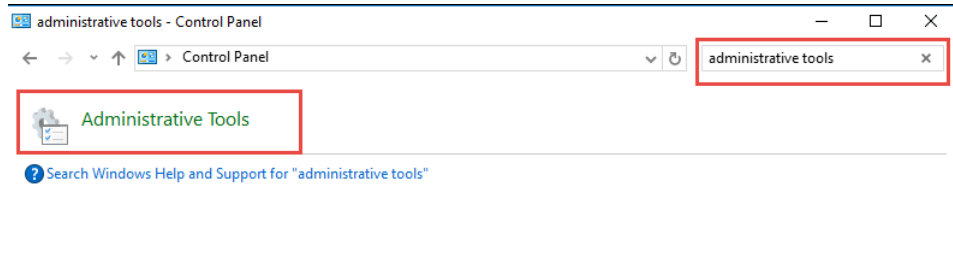 administrative tools - Control Panel
Control Panel
administrative tools
Administrative Tools
Search Windows Help and Support for "administrative tools"